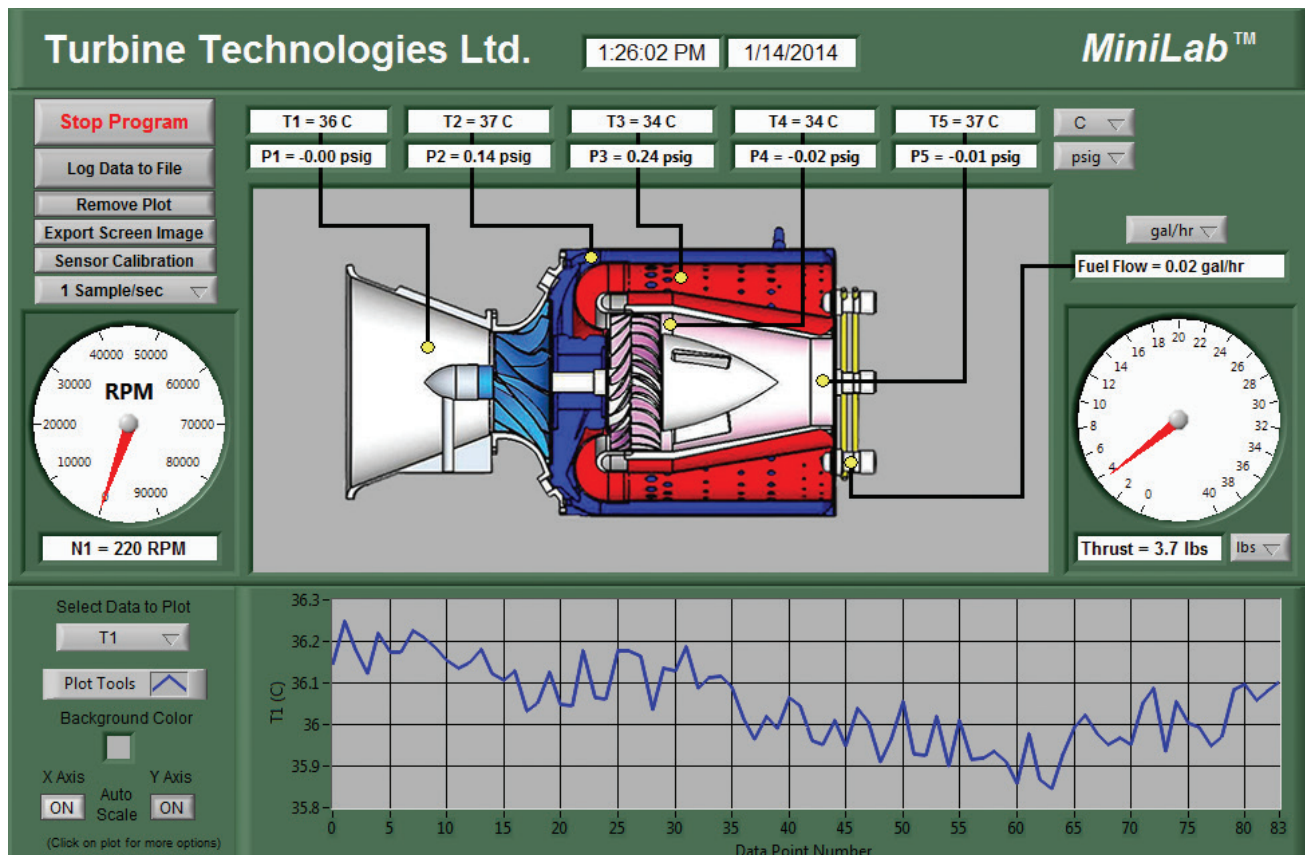 Turbine Technologies Ltd.
1:26:02 PM
1/14/2014
MiniLab™
Stop Program
Log Data to File
Remove Plot
Export Screen Image
Sensor Calibration
1 Sample/sec
T1 = 36 C
T2 = 37 C
T3 = 34 C
T4 = 34 C
T5 = 37 C
C
P1 = -0.00 psig
P2 = 0.14 psig
P3 = 0.24 psig
P4 = -0.02 psig
P5 = -0.01 psig
psig
gal/hr
Fuel Flow = 0.02 gal/hr
RPM
0
10000
20000
30000
40000
50000
60000
70000
80000
90000
N1 = 220 RPM
0
2
4
6
8
10
12
14
16
18
20
22
24
26
28
30
32
34
36
38
40
Thrust = 3.7 lbs
lbs
Select Data to Plot
T1
Plot Tools
Background Color
X Axis
Y Axis
ON
Auto
Scale
ON
(Click on plot for more options)
T1 (C)
36.3
36.2
36.1
36
35.9
35.8
0 5 10 15 20 25 30 35 40 45 50 55 60 65 70 75 80 83
Data Point Number